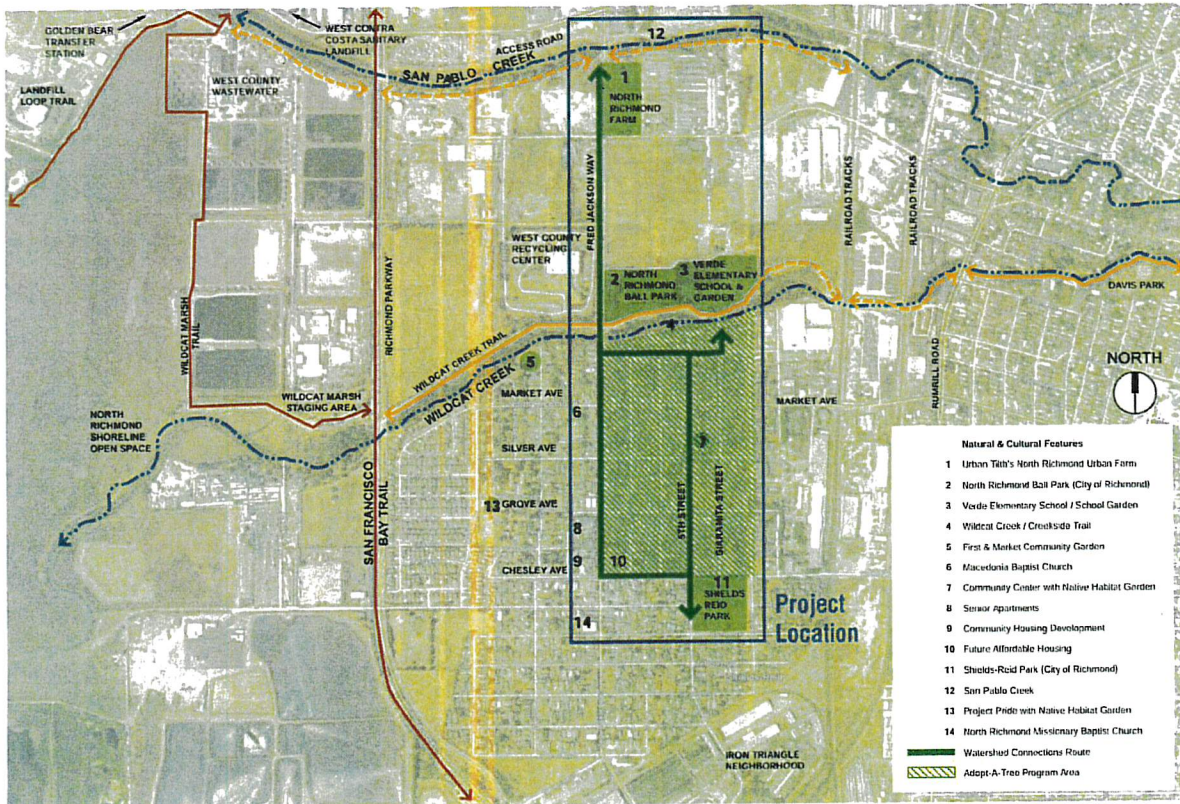 GOLDEN BEAR
TRANSFER
STATION
WEST CONTRA
COSTA SANITARY
LANDFILL
ACCESS ROAD
SAN PABLO CREEK
12
LANDFILL
LOOP TRAIL
WEST COUNTY
WASTEWATER
1
NORTH
RICHMOND
FARM
FRED JACKSON WAY
RAILROAD TRACKS
RAILROAD TRACKS
WEST COUNTY
RECYCLING
CENTER
2 NORTH
RICHMOND
BALL PARK
3 VERDE
ELEMENTARY
SCHOOL &
GARDEN
DAVIS PARK
WILDCAT MARSH
TRAIL
RICHMOND PARKWAY
WILDCAT CREEK TRAIL
WILDCAT CREEK
4
5
RUMRILL ROAD
NORTH
WILDCAT MARSH
STAGING AREA
MARKET AVE
MARKET AVE
6
NORTH
RICHMOND
SHORELINE
OPEN SPACE
SILVER AVE
SAN FRANCISCO
BAY TRAIL
13 GROVE AVE
5TH STREET
8
CHESLEY AVE
9
10
11
SHIELDS
REID
PARK
14
Project
Location
IRON TRIANGLE
NEIGHBORHOOD
Natural & Cultural Features
1 Urban Tilth's North Richmond Urban Farm
2 North Richmond Ball Park (City of Richmond)
3 Verde Elementary School / School Garden
4 Wildcat Creek / Creekside Trail
5 First & Market Community Garden
6 Macedonia Baptist Church
7 Community Center with Native Habitat Garden
8 Senior Apartments
9 Community Housing Development
10 Future Affordable Housing
11 Shields-Reid Park (City of Richmond)
12 San Pablo Creek
13 Project Pride with Native Habitat Garden
14 North Richmond Missionary Baptist Church
Watershed Connections Route
Adopt-A-Tree Program Area